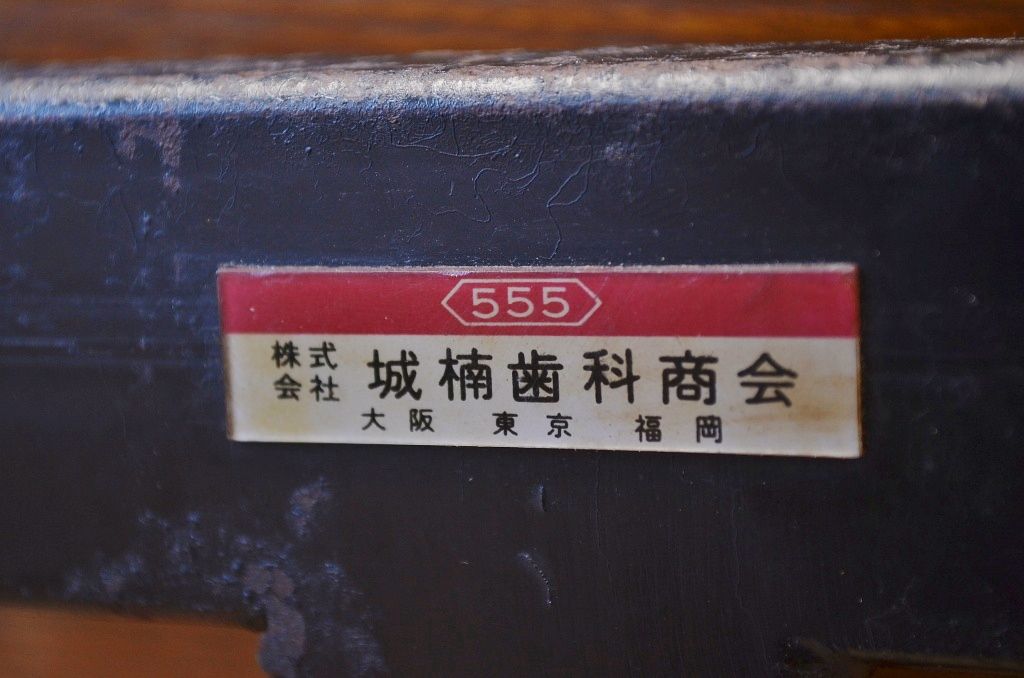 555
株式会社 城楠歯科商会
大阪 東京 福岡